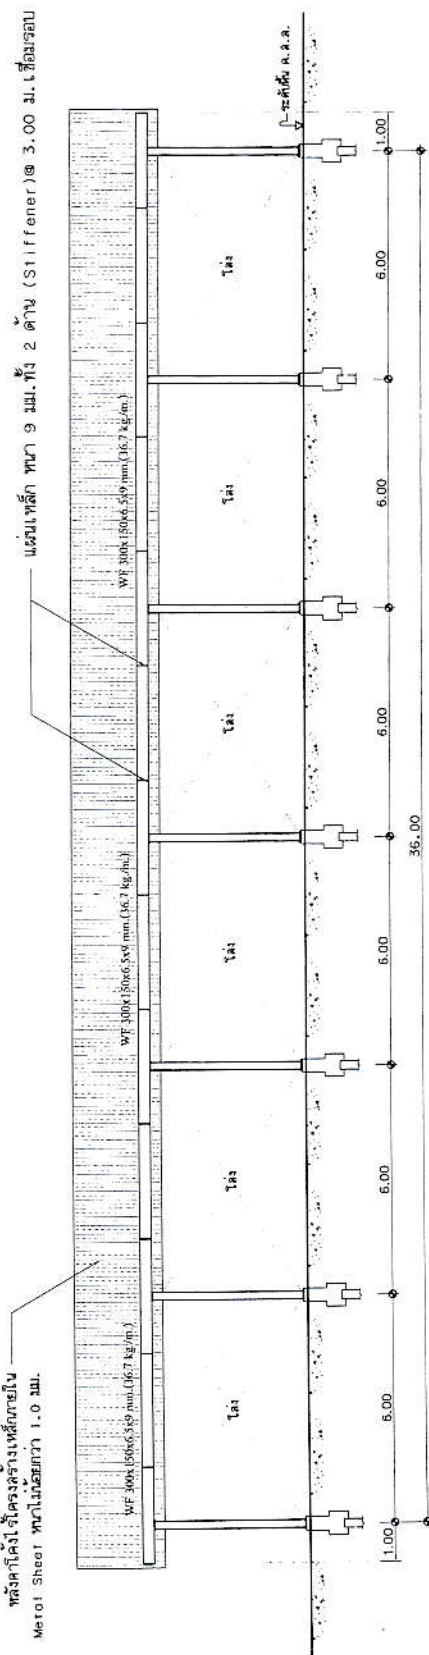 หลังคาโค้งไร้โครงสร้างเหล็กภายใน
Metal Sheet หนาไม่น้อยกว่า 1.0 มม.
แผ่นเหล็ก หนา 9 มม. ทั้ง 2 ด้าน (Stiffener)@ 3.00 ม. เชื่อมรอบ
WF 300x150x6.5x9 mm.(36.7 kg/m.)
WF 300x150x6.5x9 mm.(36.7 kg/m.)
WF 300x150x6.5x9 mm.(36.7 kg/m.)
โล่ง
โล่ง
โล่ง
โล่ง
โล่ง
โล่ง
ระดับดิน ค.ส.ล.
1.00
6.00
6.00
6.00
6.00
6.00
6.00
1.00
36.00